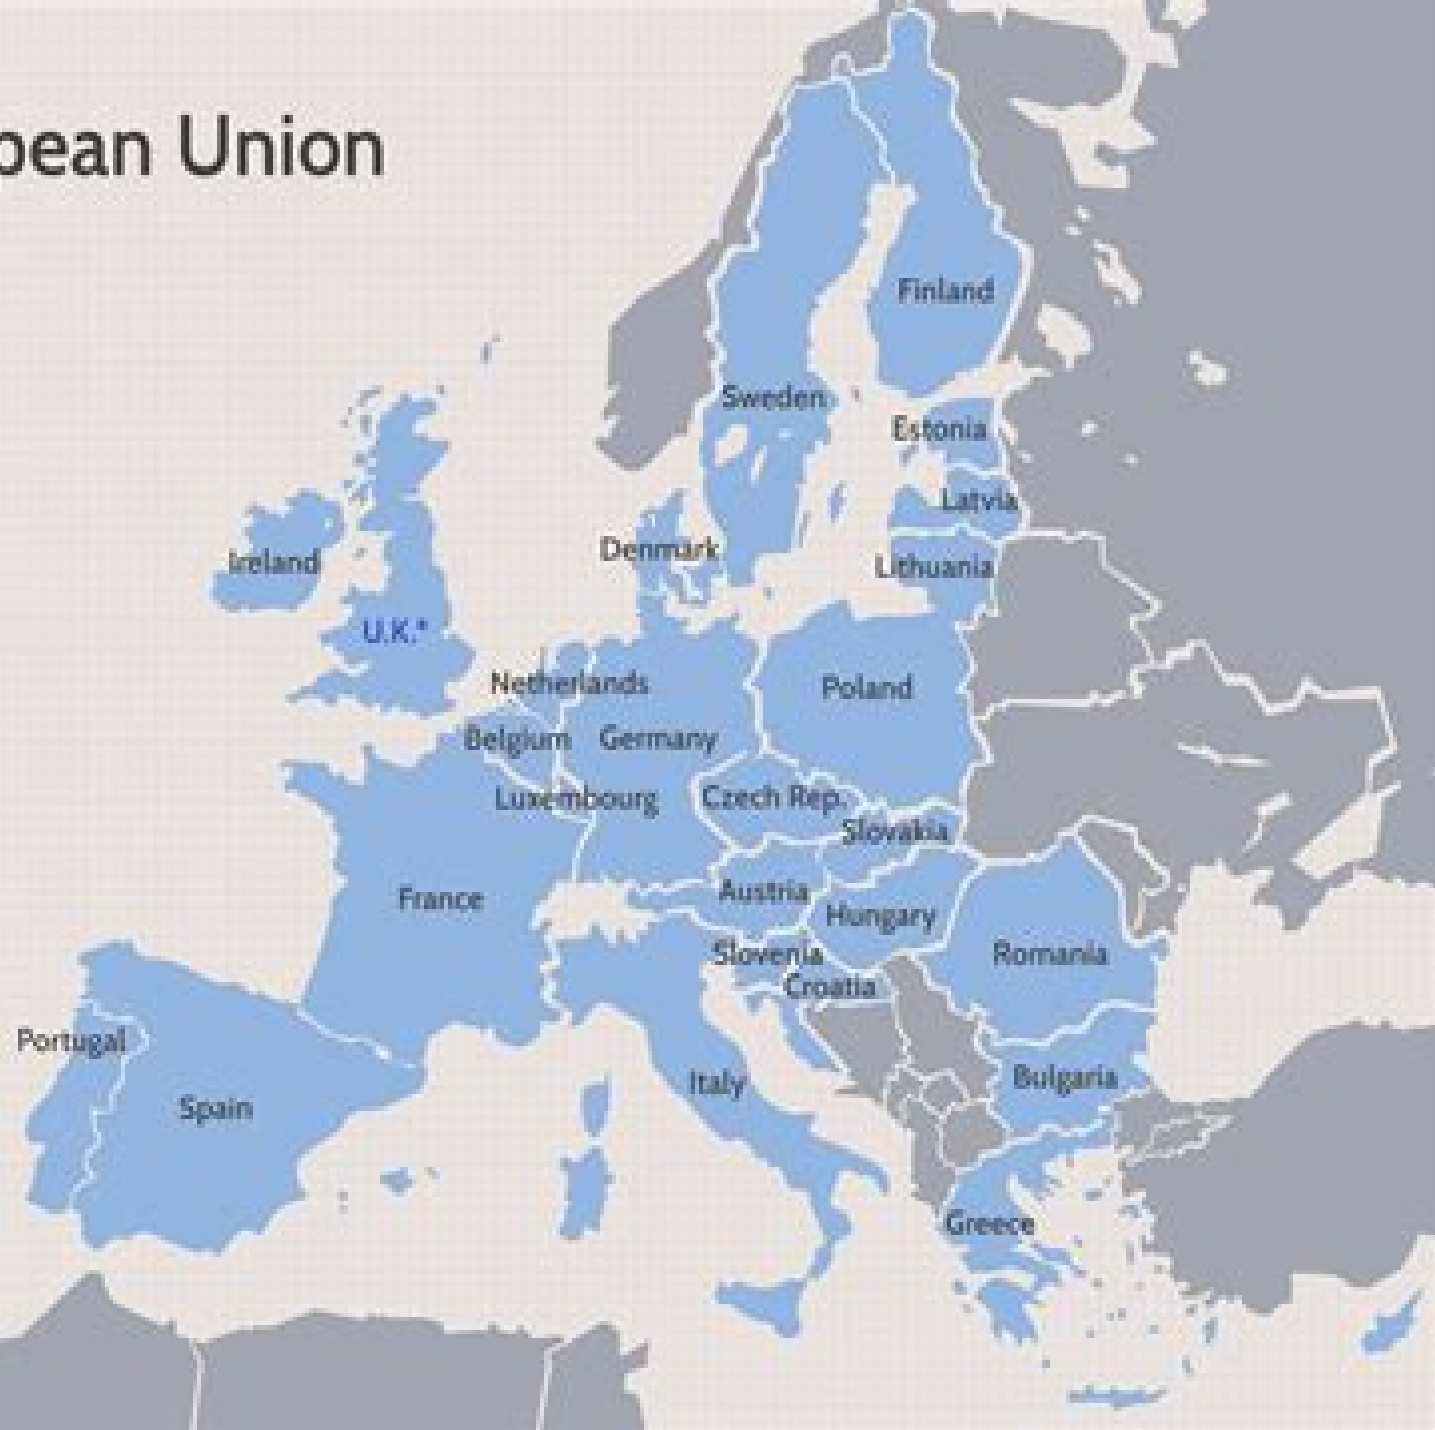 pean Union
Finland
Sweden
Estonia
Latvia
Denmark
Ireland
Lithuania
U.K.*
Netherlands
Poland
Belgium
Germany
Luxembourg
Czech Rep.
Slovakia
Austria
France
Hungary
Slovenia
Romania
Croatia
Portugal
Italy
Bulgaria
Spain
Greece